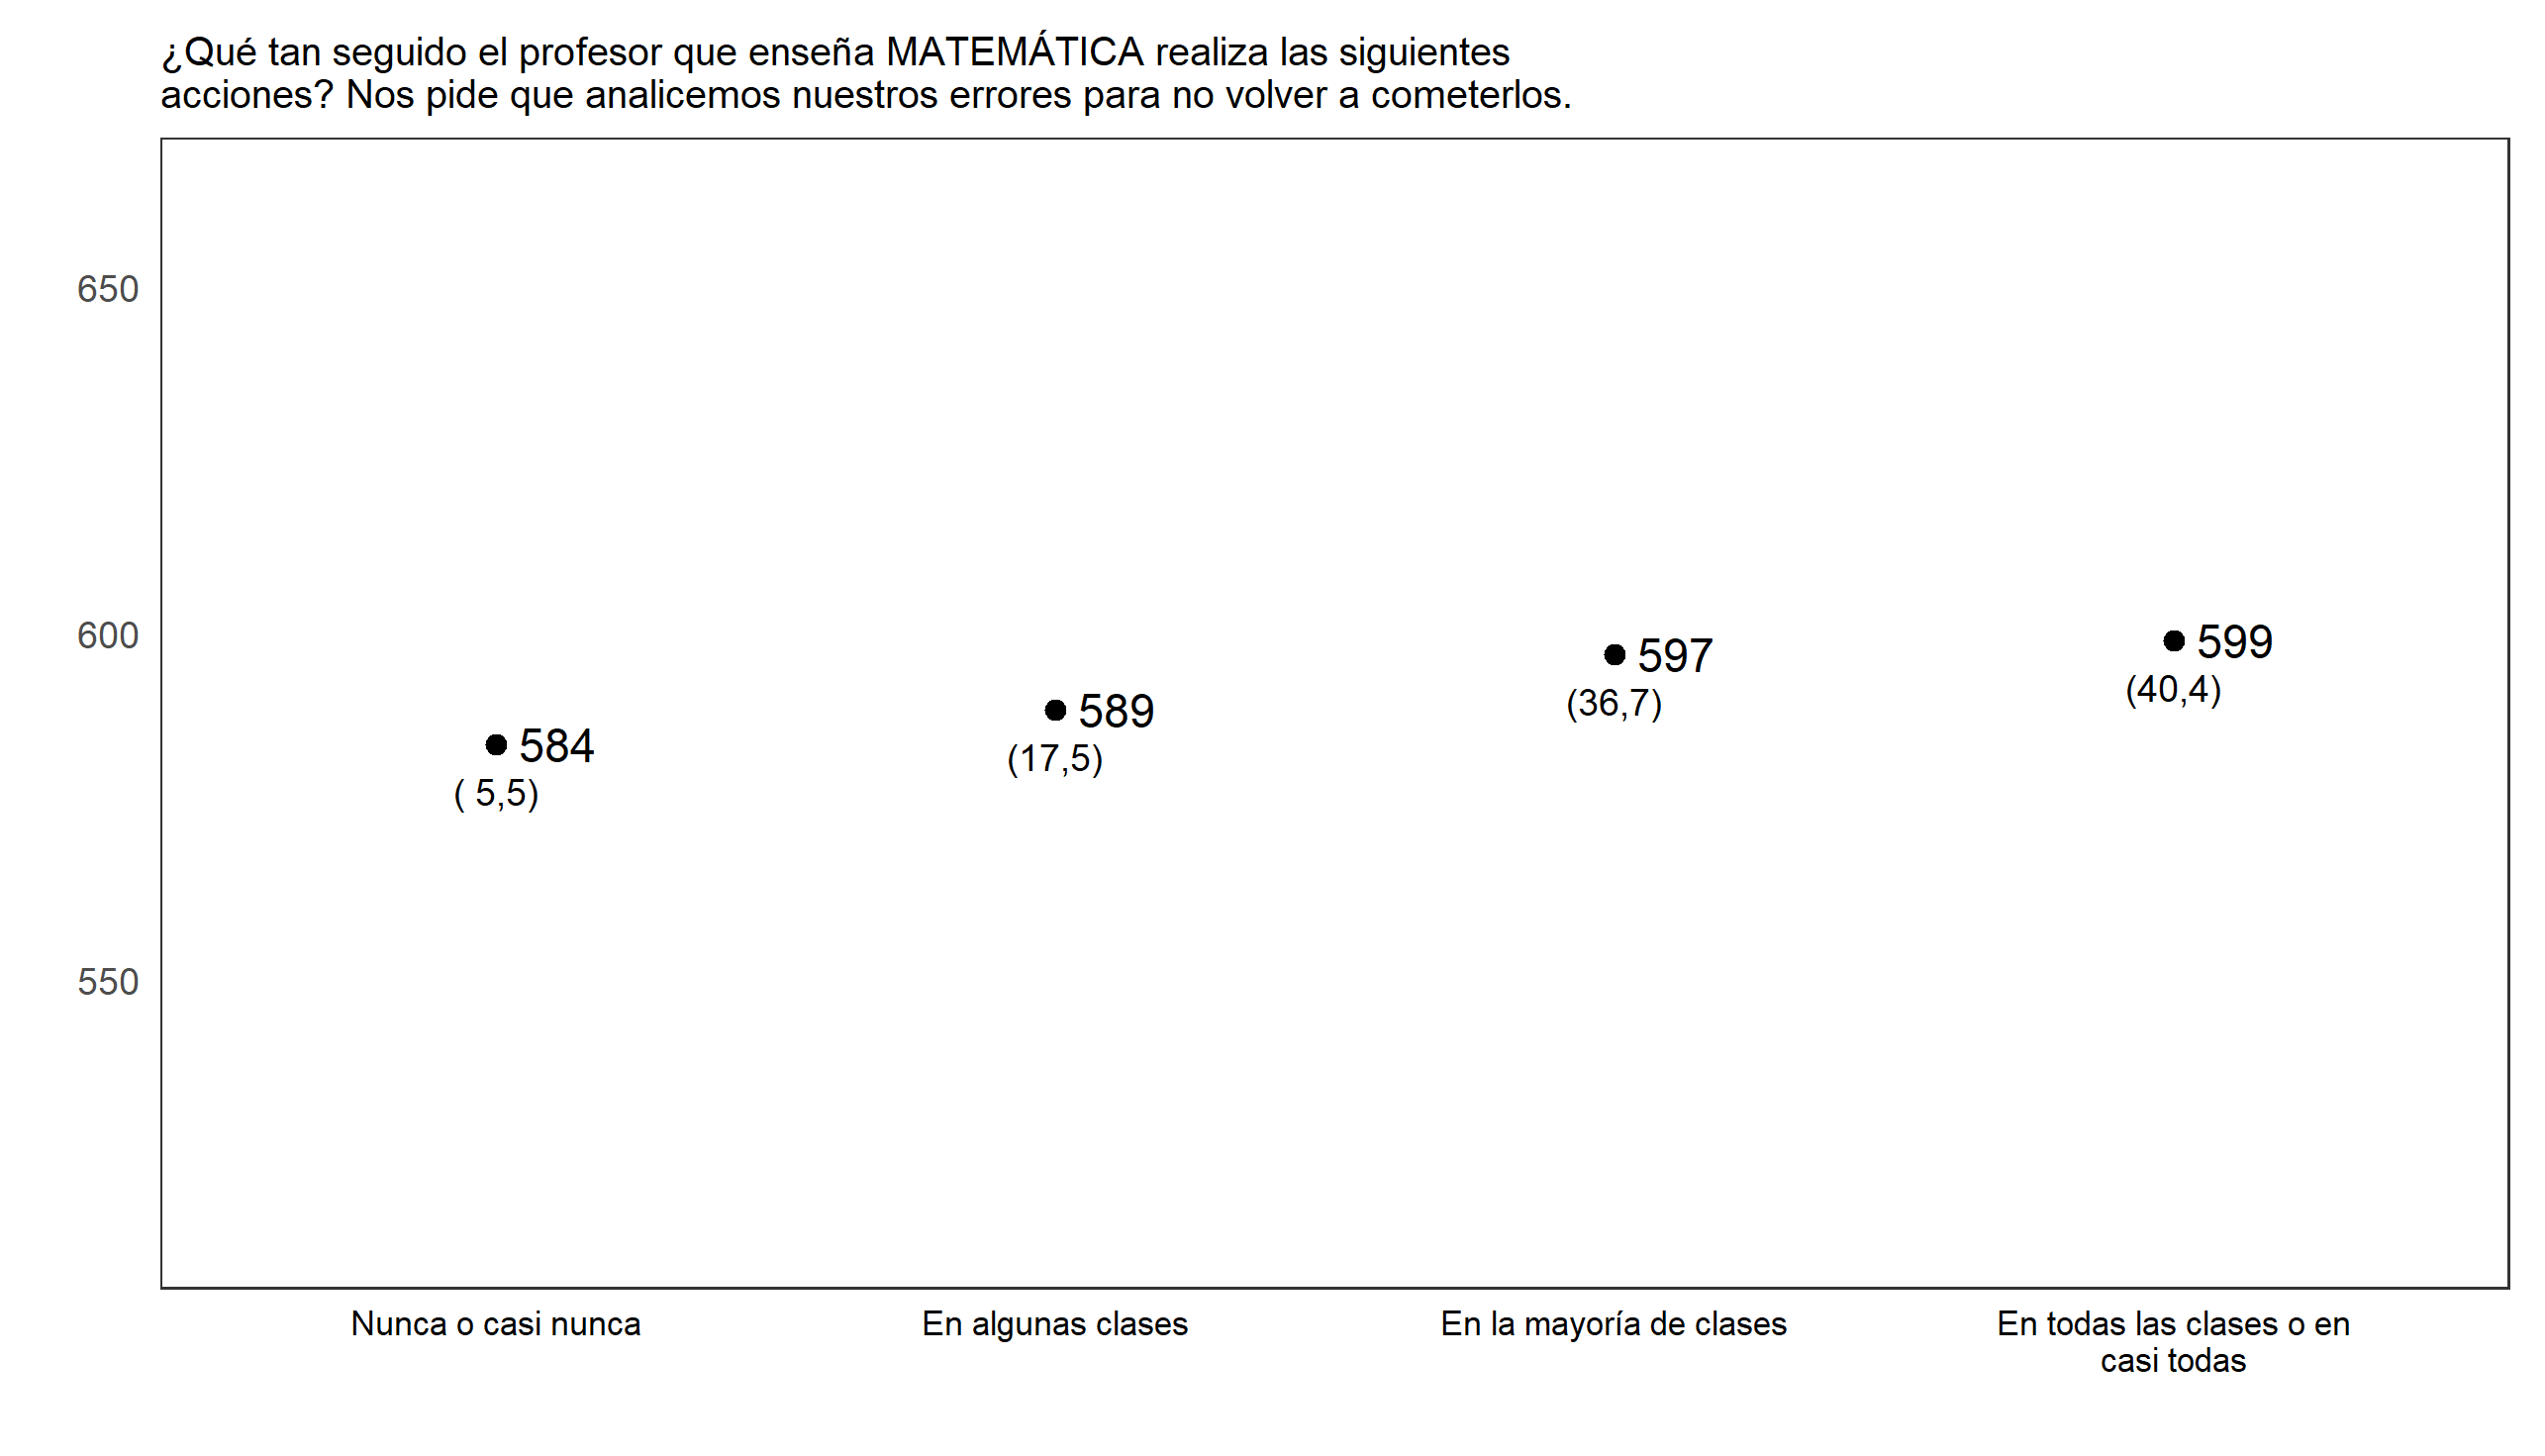 ¿Qué tan seguido el profesor que enseña MATEMÁTICA realiza las siguientes
acciones? Nos pide que analicemos nuestros errores para no volver a cometerlos.
650
600
550
584
( 5,5)
589
(17,5)
597
(36,7)
599
(40,4)
Nunca o casi nunca
En algunas clases
En la mayoría de clases
En todas las clases o en
casi todas